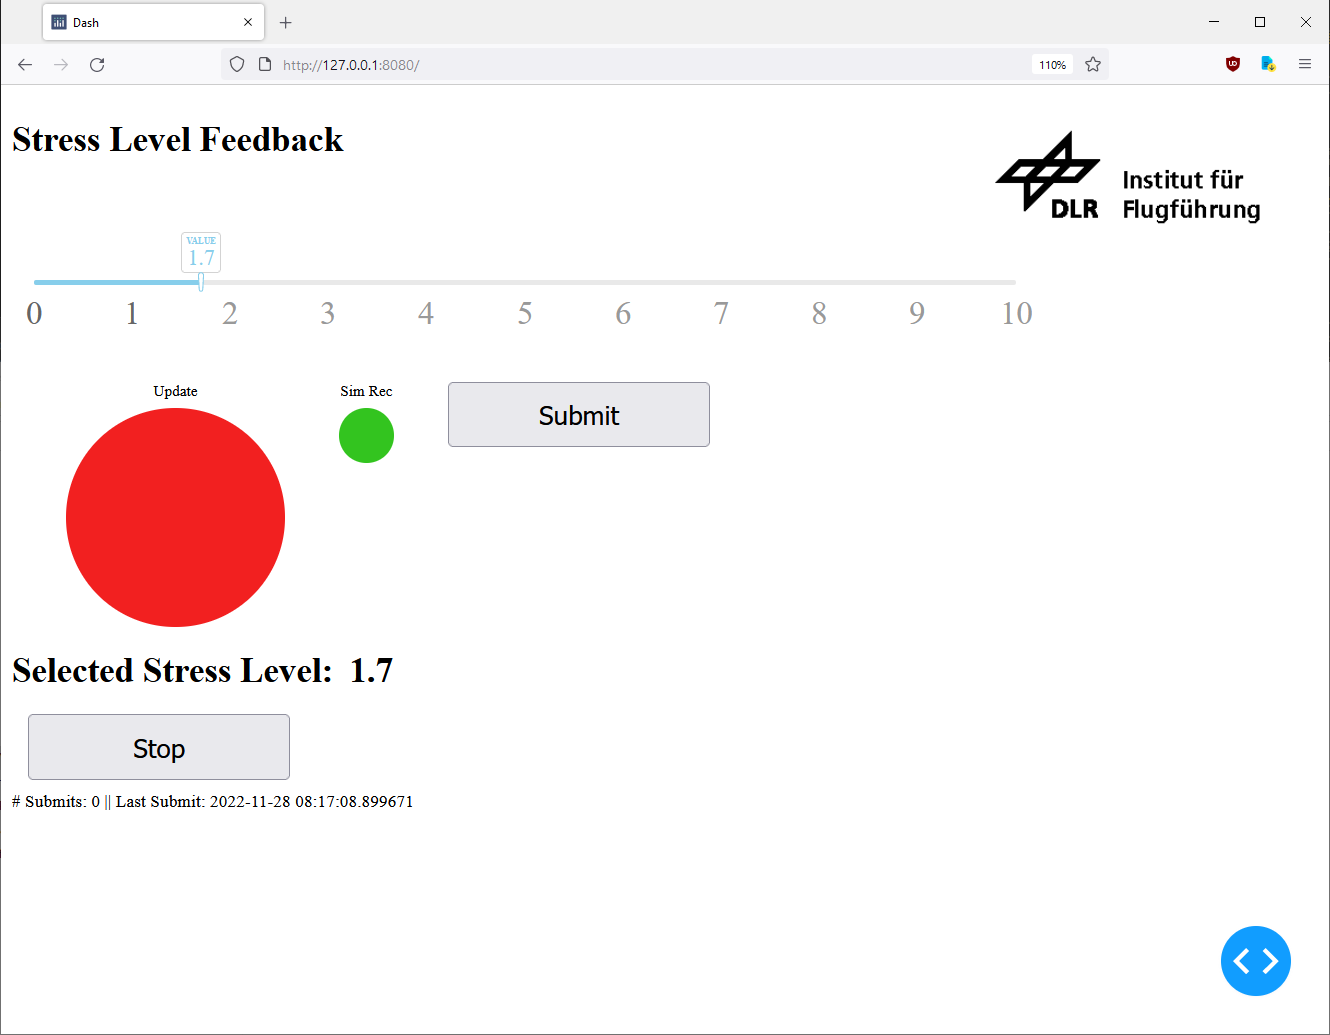 Dash
http://127.0.0.1:8080/
110%
Stress Level Feedback
DLR
Institut für
Flugführung
VALUE
1.7
0 1 2 3 4 5 6 7 8 9 10
Update
Sim Rec
Submit
Selected Stress Level: 1.7
Stop
# Submits: 0 || Last Submit: 2022-11-28 08:17:08.899671